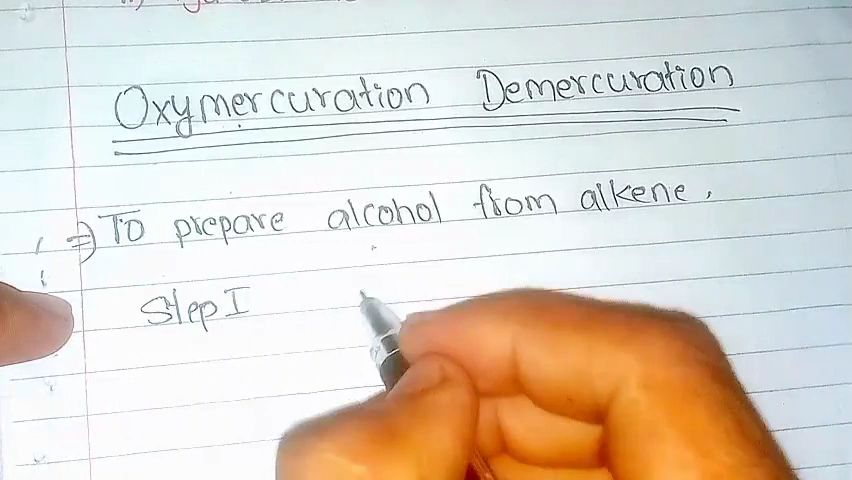 Oxymercuration Demercuration
⇒ To prepare alcohol from alkene.
Step I